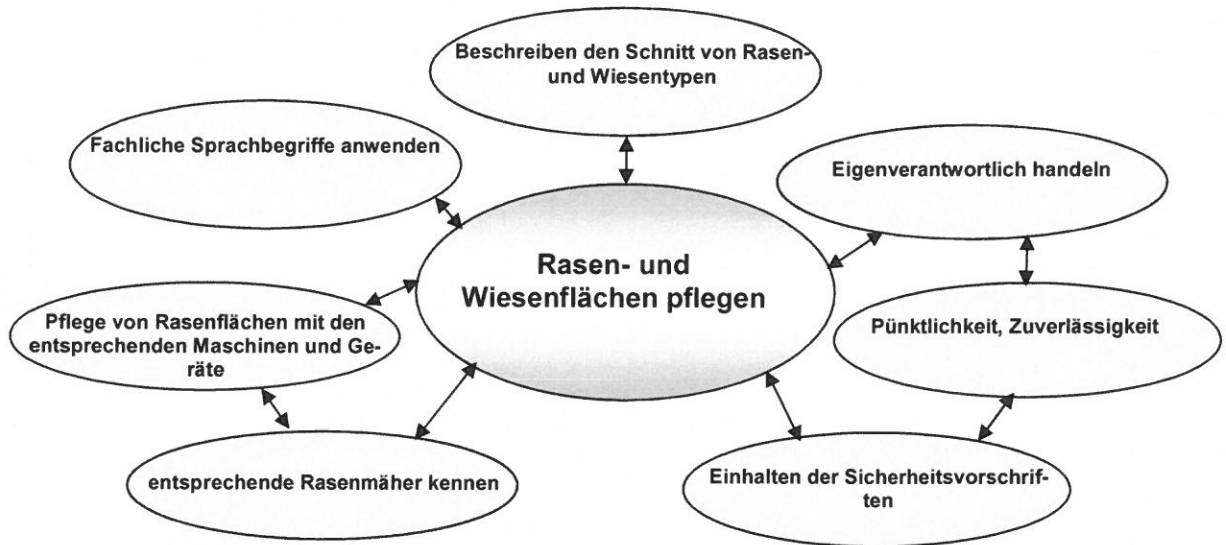 Beschreiben den Schnitt von Rasen-
und Wiesentypen
Fachliche Sprachbegriffe anwenden
Eigenverantwortlich handeln
Rasen- und
Wiesenflächen pflegen
Pflege von Rasenflächen mit den
entsprechenden Maschinen und Ge-
räte
Pünktlichkeit, Zuverlässigkeit
entsprechende Rasenmäher kennen
Einhalten der Sicherheitsvorschrif-
ten